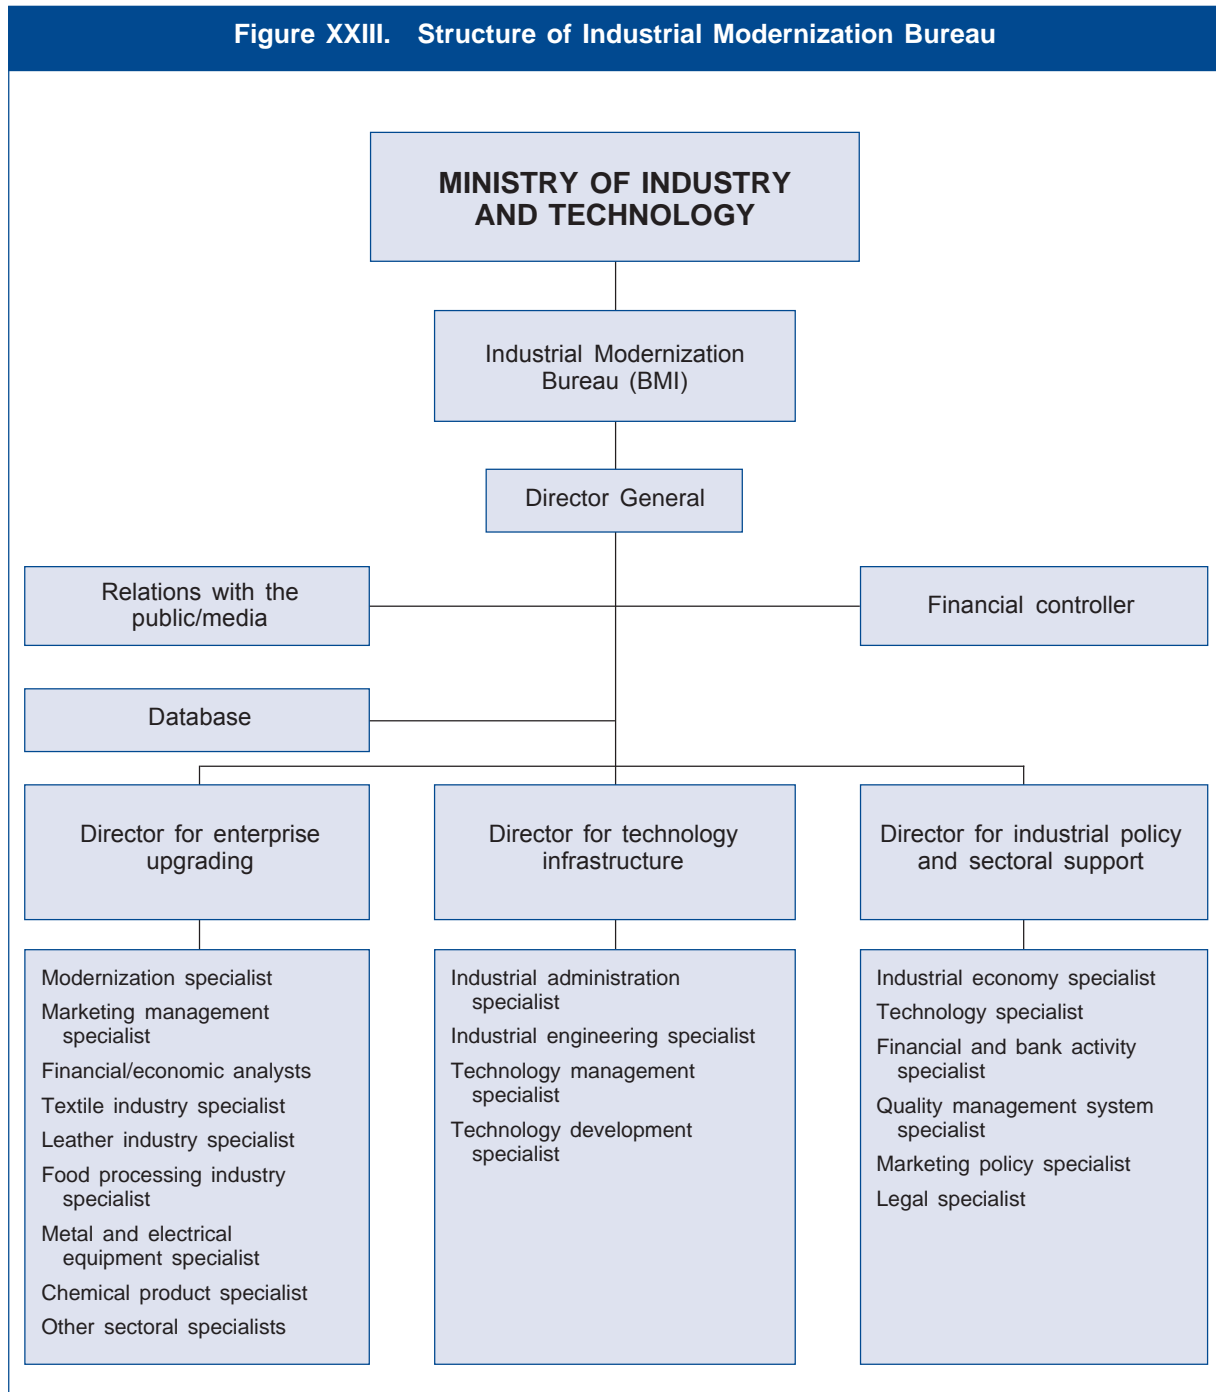 Figure XXIII. Structure of Industrial Modernization Bureau
MINISTRY OF INDUSTRY
AND TECHNOLOGY
Industrial Modernization
Bureau (BMI)
Director General
Relations with the
public/media
Financial controller
Database
Director for enterprise
upgrading
Director for technology
infrastructure
Director for industrial policy
and sectoral support
Modernization specialist
Marketing management
specialist
Financial/economic analysts
Textile industry specialist
Leather industry specialist
Food processing industry
specialist
Metal and electrical
equipment specialist
Chemical product specialist
Other sectoral specialists
Industrial administration
specialist
Industrial engineering specialist
Technology management
specialist
Technology development
specialist
Industrial economy specialist
Technology specialist
Financial and bank activity
specialist
Quality management system
specialist
Marketing policy specialist
Legal specialist